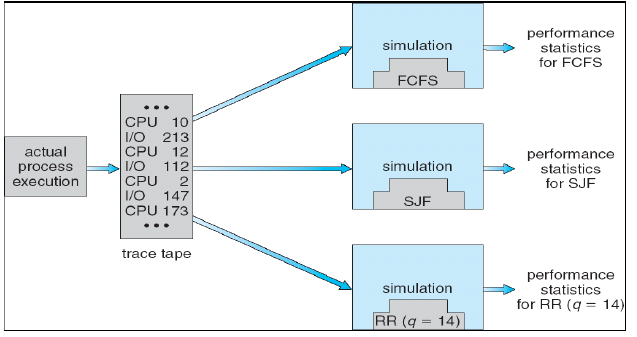 actual
process
execution
• • •
CPU 10
I/O 213
CPU 12
I/O 112
CPU 2
I/O 147
CPU 173
• • •
trace tape
simulation
FCFS
performance
statistics
for FCFS
simulation
SJF
performance
statistics
for SJF
simulation
RR (q = 14)
performance
statistics
for RR (q = 14)